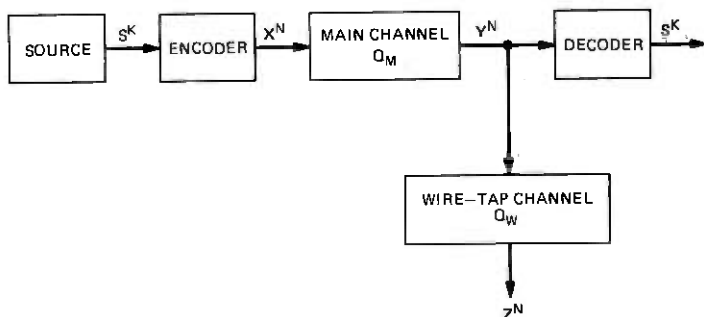 SOURCE
S^K
ENCODER
X^N
MAIN CHANNEL
Q_M
Y^N
DECODER
Ŝ^K
WIRE-TAP CHANNEL
Q_W
Z^N